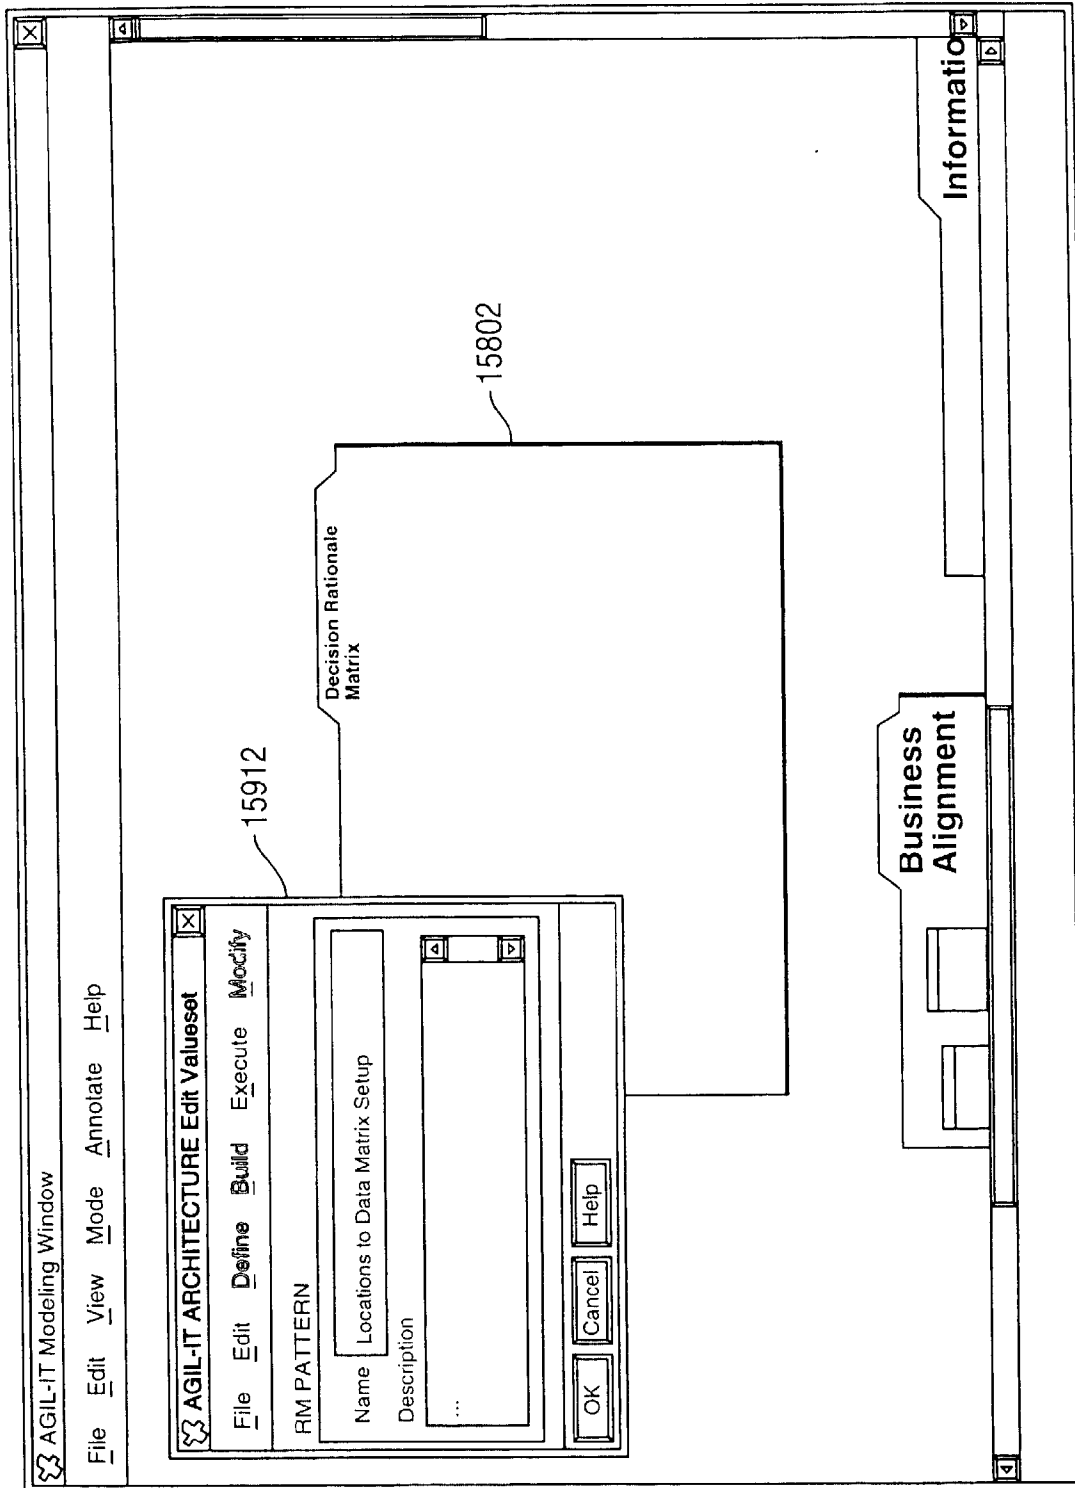 AGIL-IT Modeling Window
File Edit View Mode Annotate Help
AGIL-IT ARCHITECTURE Edit Valueset
File Edit Define Build Execute Modify
RM PATTERN
Name Locations to Data Matrix Setup
Description
...
OK Cancel Help
15912
Decision Rationale
Matrix
15802
Business
Alignment
Informatio